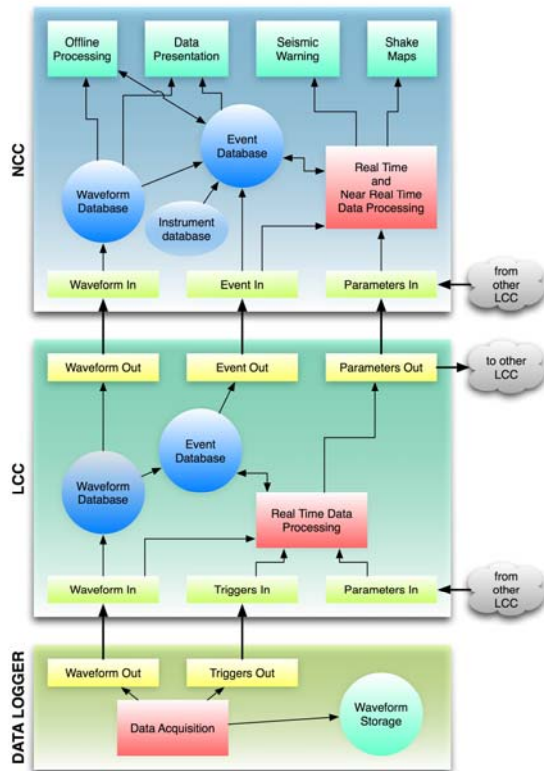 Offline
Processing
Data
Presentation
Seismic
Warning
Shake
Maps
NCC
Event
Database
Real Time
and
Near Real Time
Data Processing
Waveform
Database
Instrument
database
Waveform In
Event In
Parameters In
from
other
LCC
Waveform Out
Event Out
Parameters Out
to other
LCC
LCC
Event
Database
Waveform
Database
Real Time Data
Processing
Waveform In
Triggers In
Parameters In
from
other
LCC
DATA LOGGER
Waveform Out
Triggers Out
Data Acquisition
Waveform
Storage